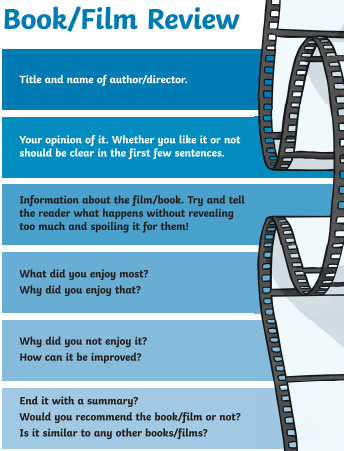 Book/Film Review
Title and name of author/director.
Your opinion of it. Whether you like it or not
should be clear in the first few sentences.
Information about the film/book. Try and tell
the reader what happens without revealing
too much and spoiling it for them!
What did you enjoy most?
Why did you enjoy that?
Why did you not enjoy it?
How can it be improved?
End it with a summary?
Would you recommend the book/film or not?
Is it similar to any other books/films?